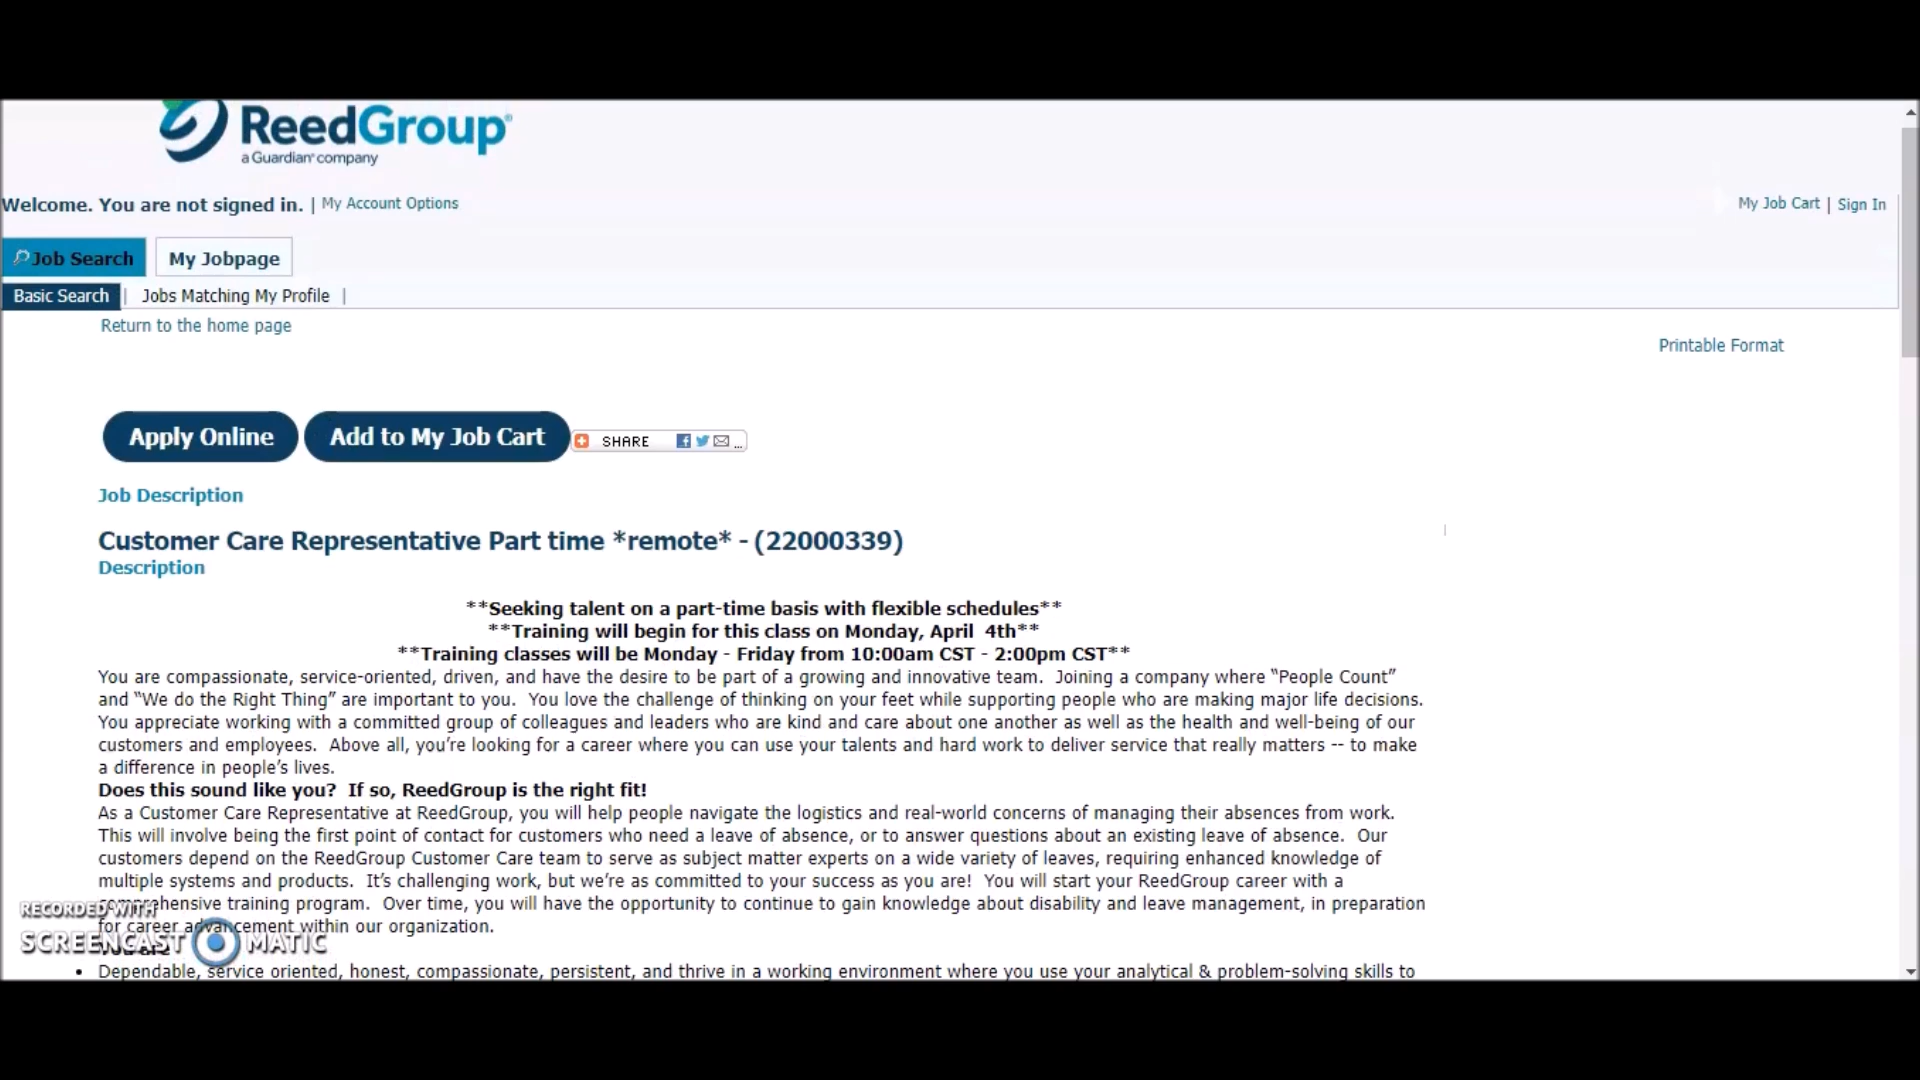 ReedGroup®
a Guardian® company
Welcome. You are not signed in. | My Account Options
My Job Cart | Sign In
Job Search
My Jobpage
Basic Search | Jobs Matching My Profile |
Return to the home page
Printable Format
Apply Online
Add to My Job Cart
SHARE ...
Job Description
Customer Care Representative Part time *remote* - (22000339)
Description
**Seeking talent on a part-time basis with flexible schedules**
**Training will begin for this class on Monday, April  4th**
**Training classes will be Monday - Friday from 10:00am CST - 2:00pm CST**
You are compassionate, service-oriented, driven, and have the desire to be part of a growing and innovative team.  Joining a company where “People Count”
and “We do the Right Thing” are important to you.  You love the challenge of thinking on your feet while supporting people who are making major life decisions.
You appreciate working with a committed group of colleagues and leaders who are kind and care about one another as well as the health and well-being of our
customers and employees.  Above all, you’re looking for a career where you can use your talents and hard work to deliver service that really matters -- to make
a difference in people’s lives.
Does this sound like you?  If so, ReedGroup is the right fit!
As a Customer Care Representative at ReedGroup, you will help people navigate the logistics and real-world concerns of managing their absences from work.
This will involve being the first point of contact for customers who need a leave of absence, or to answer questions about an existing leave of absence.  Our
customers depend on the ReedGroup Customer Care team to serve as subject matter experts on a wide variety of leaves, requiring enhanced knowledge of
multiple systems and products.  It’s challenging work, but we’re as committed to your success as you are!  You will start your ReedGroup career with a
comprehensive training program.  Over time, you will have the opportunity to continue to gain knowledge about disability and leave management, in preparation
for career advancement within our organization.
You are
• Dependable, service oriented, honest, compassionate, persistent, and thrive in a working environment where you use your analytical & problem-solving skills to
RECORDED WITH
SCREENCAST MATIC